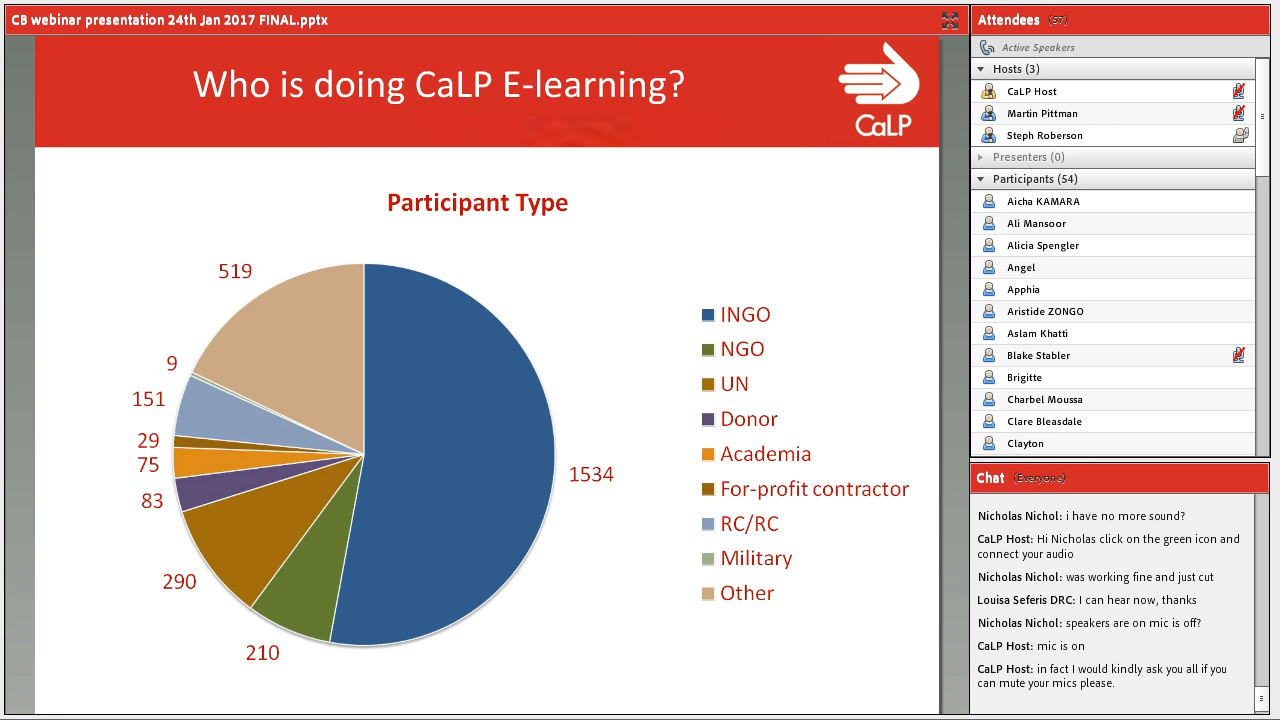 CB webinar presentation 24th Jan 2017 FINAL.pptx
Who is doing CaLP E-learning?
CaLP
Participant Type
519
9
151
29
75
83
290
210
1534
INGO
NGO
UN
Donor
Academia
For-profit contractor
RC/RC
Military
Other
Attendees (57)
Active Speakers
Hosts (3)
CaLP Host
Martin Pittman
Steph Roberson
Presenters (0)
Participants (54)
Aicha KAMARA
Ali Mansoor
Alicia Spengler
Angel
Apphia
Aristide ZONGO
Aslam Khatti
Blake Stabler
Brigitte
Charbel Moussa
Clare Bleasdale
Clayton
Chat (Everyone)
Nicholas Nichol: i have no more sound?
CaLP Host: Hi Nicholas click on the green icon and
connect your audio
Nicholas Nichol: was working fine and just cut
Louisa Seferis DRC: I can hear now, thanks
Nicholas Nichol: speakers are on mic is off?
CaLP Host: mic is on
CaLP Host: in fact I would kindly ask you all if you
can mute your mics please.